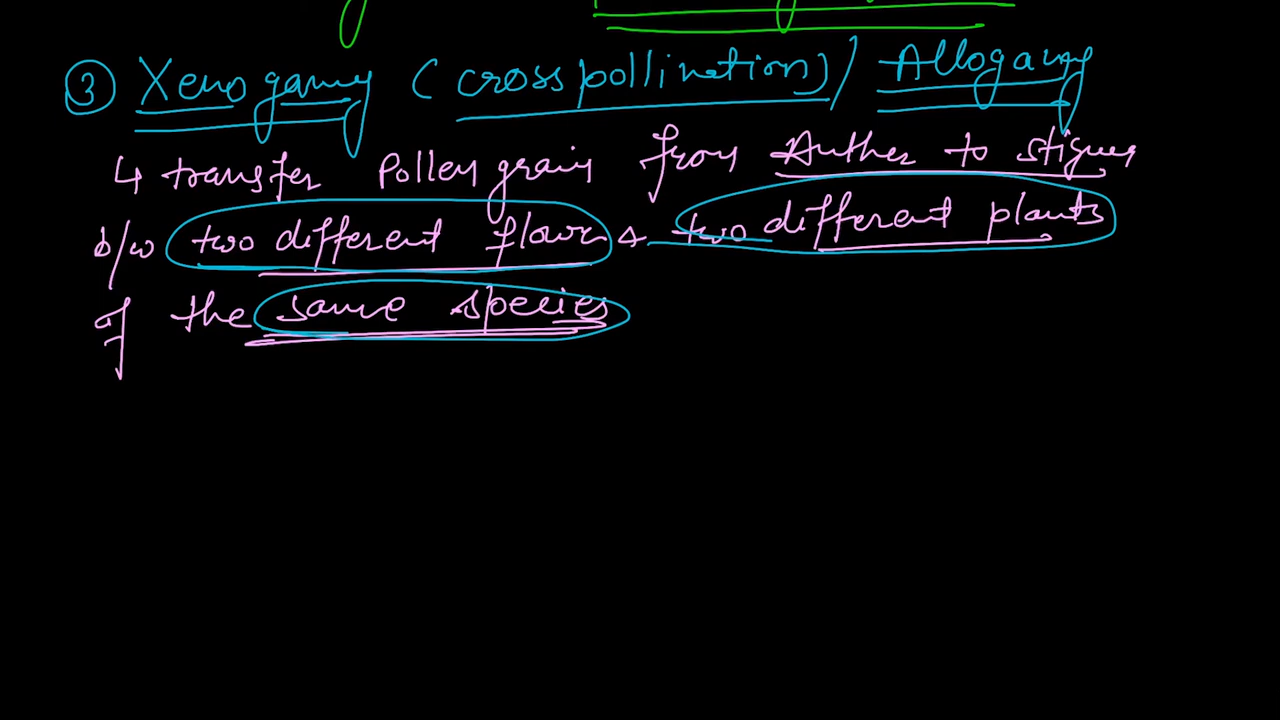 ③ Xenogamy (cross pollination) / Allogamy
↳ transfer Pollen grain from Anther to stigma
b/w two different flower & two different plants
of the same species